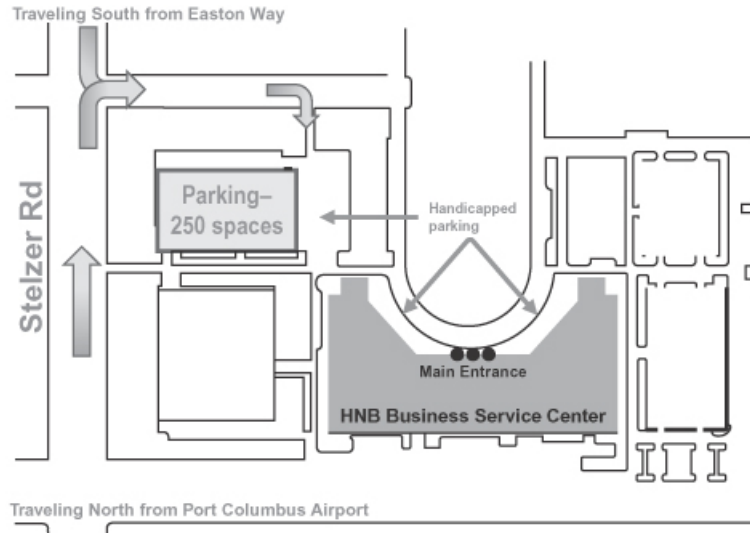 Traveling South from Easton Way
Stelzer Rd
Parking–
250 spaces
Handicapped
parking
Main Entrance
HNB Business Service Center
Traveling North from Port Columbus Airport